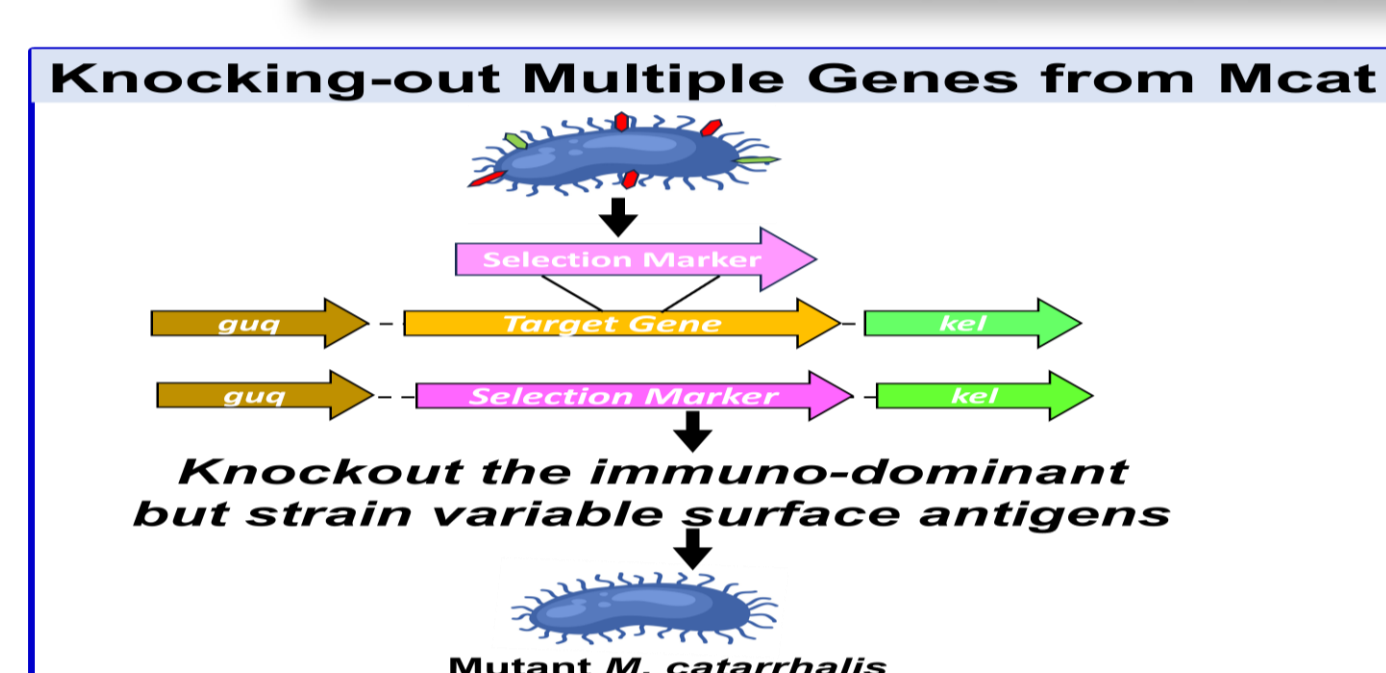 Knocking-out Multiple Genes from Mcat
Selection Marker
guq Target Gene kel
guq Selection Marker kel
Knockout the immuno-dominant
but strain variable surface antigens
Mutant M. catarrhalis